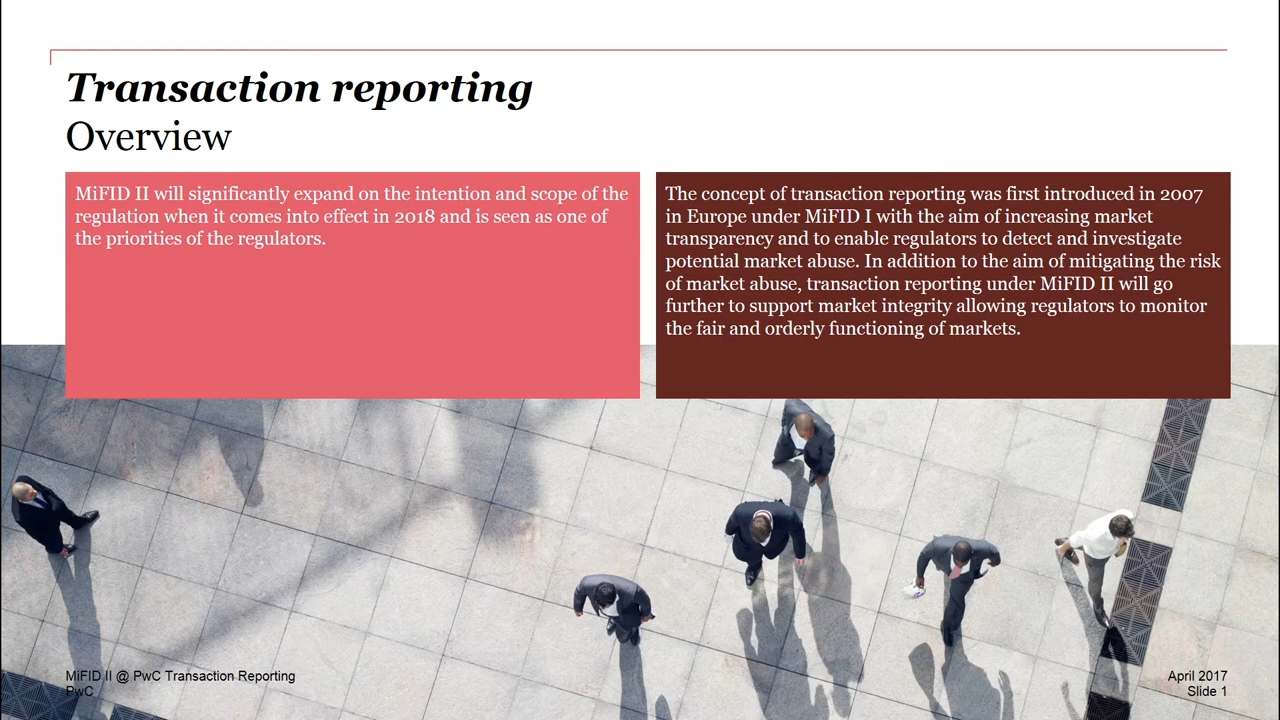 Transaction reporting
Overview
MiFID II will significantly expand on the intention and scope of the
regulation when it comes into effect in 2018 and is seen as one of
the priorities of the regulators.
The concept of transaction reporting was first introduced in 2007
in Europe under MiFID I with the aim of increasing market
transparency and to enable regulators to detect and investigate
potential market abuse. In addition to the aim of mitigating the risk
of market abuse, transaction reporting under MiFID II will go
further to support market integrity allowing regulators to monitor
the fair and orderly functioning of markets.
MiFID II @ PwC Transaction Reporting
PwC
April 2017
Slide 1